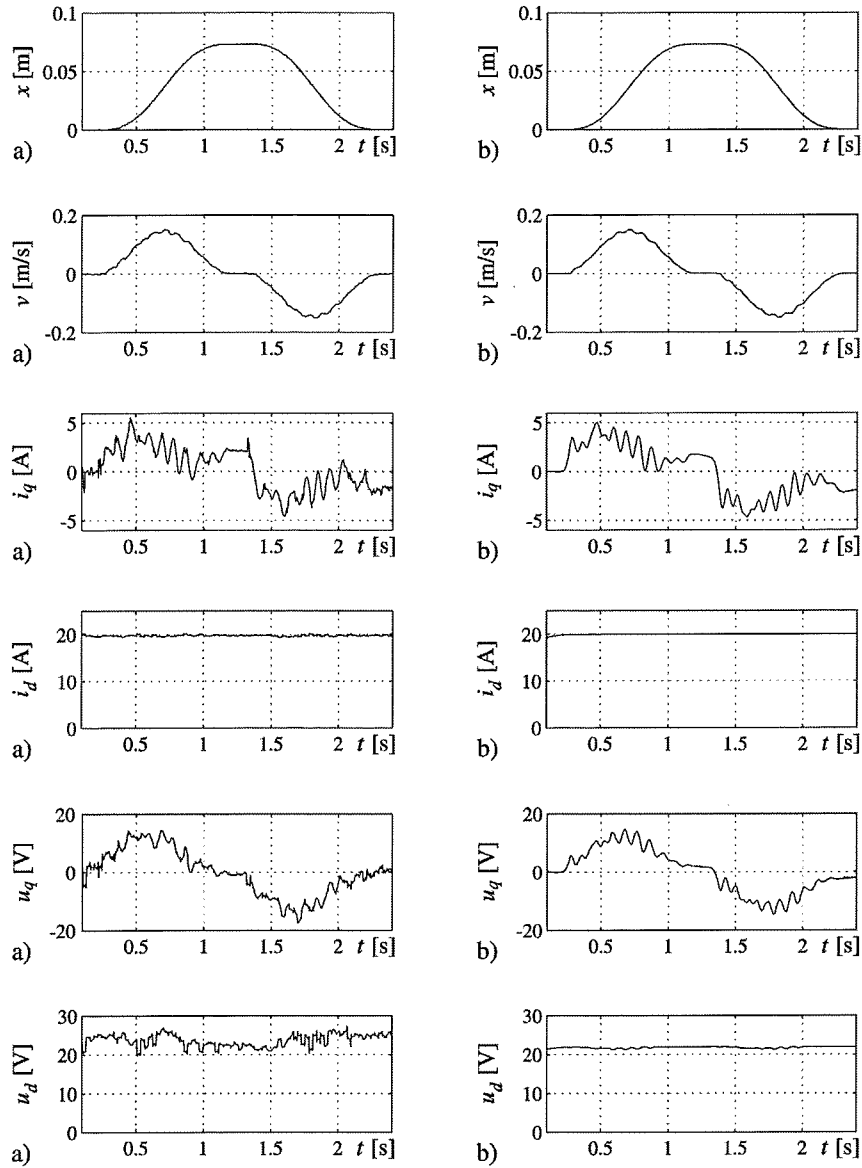 0.1 0.1
x [m] 0.05 x [m] 0.05
0 0
0.5 1 1.5 2 t [s] 0.5 1 1.5 2 t [s]
a) b)
0.2 0.2
v [m/s] 0 v [m/s] 0
-0.2 -0.2
0.5 1 1.5 2 t [s] 0.5 1 1.5 2 t [s]
a) b)
5 5
i_q [A] 0 i_q [A] 0
-5 -5
0.5 1 1.5 2 t [s] 0.5 1 1.5 2 t [s]
a) b)
20 20
i_d [A] 10 i_d [A] 10
0 0
0.5 1 1.5 2 t [s] 0.5 1 1.5 2 t [s]
a) b)
20 20
u_q [V] 0 u_q [V] 0
-20 -20
0.5 1 1.5 2 t [s] 0.5 1 1.5 2 t [s]
a) b)
30 30
20 20
u_d [V] 10 u_d [V] 10
0 0
0.5 1 1.5 2 t [s] 0.5 1 1.5 2 t [s]
a) b)